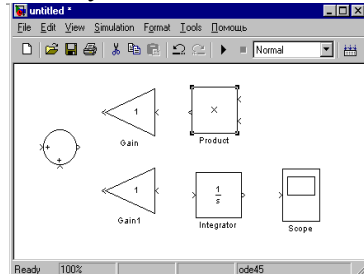 untitled *
File Edit View Simulation Format Tools Помощь
Normal
1
×
Gain
Product
+
+
1
1
s
Gain1
Integrator
Scope
Ready 100% ode45